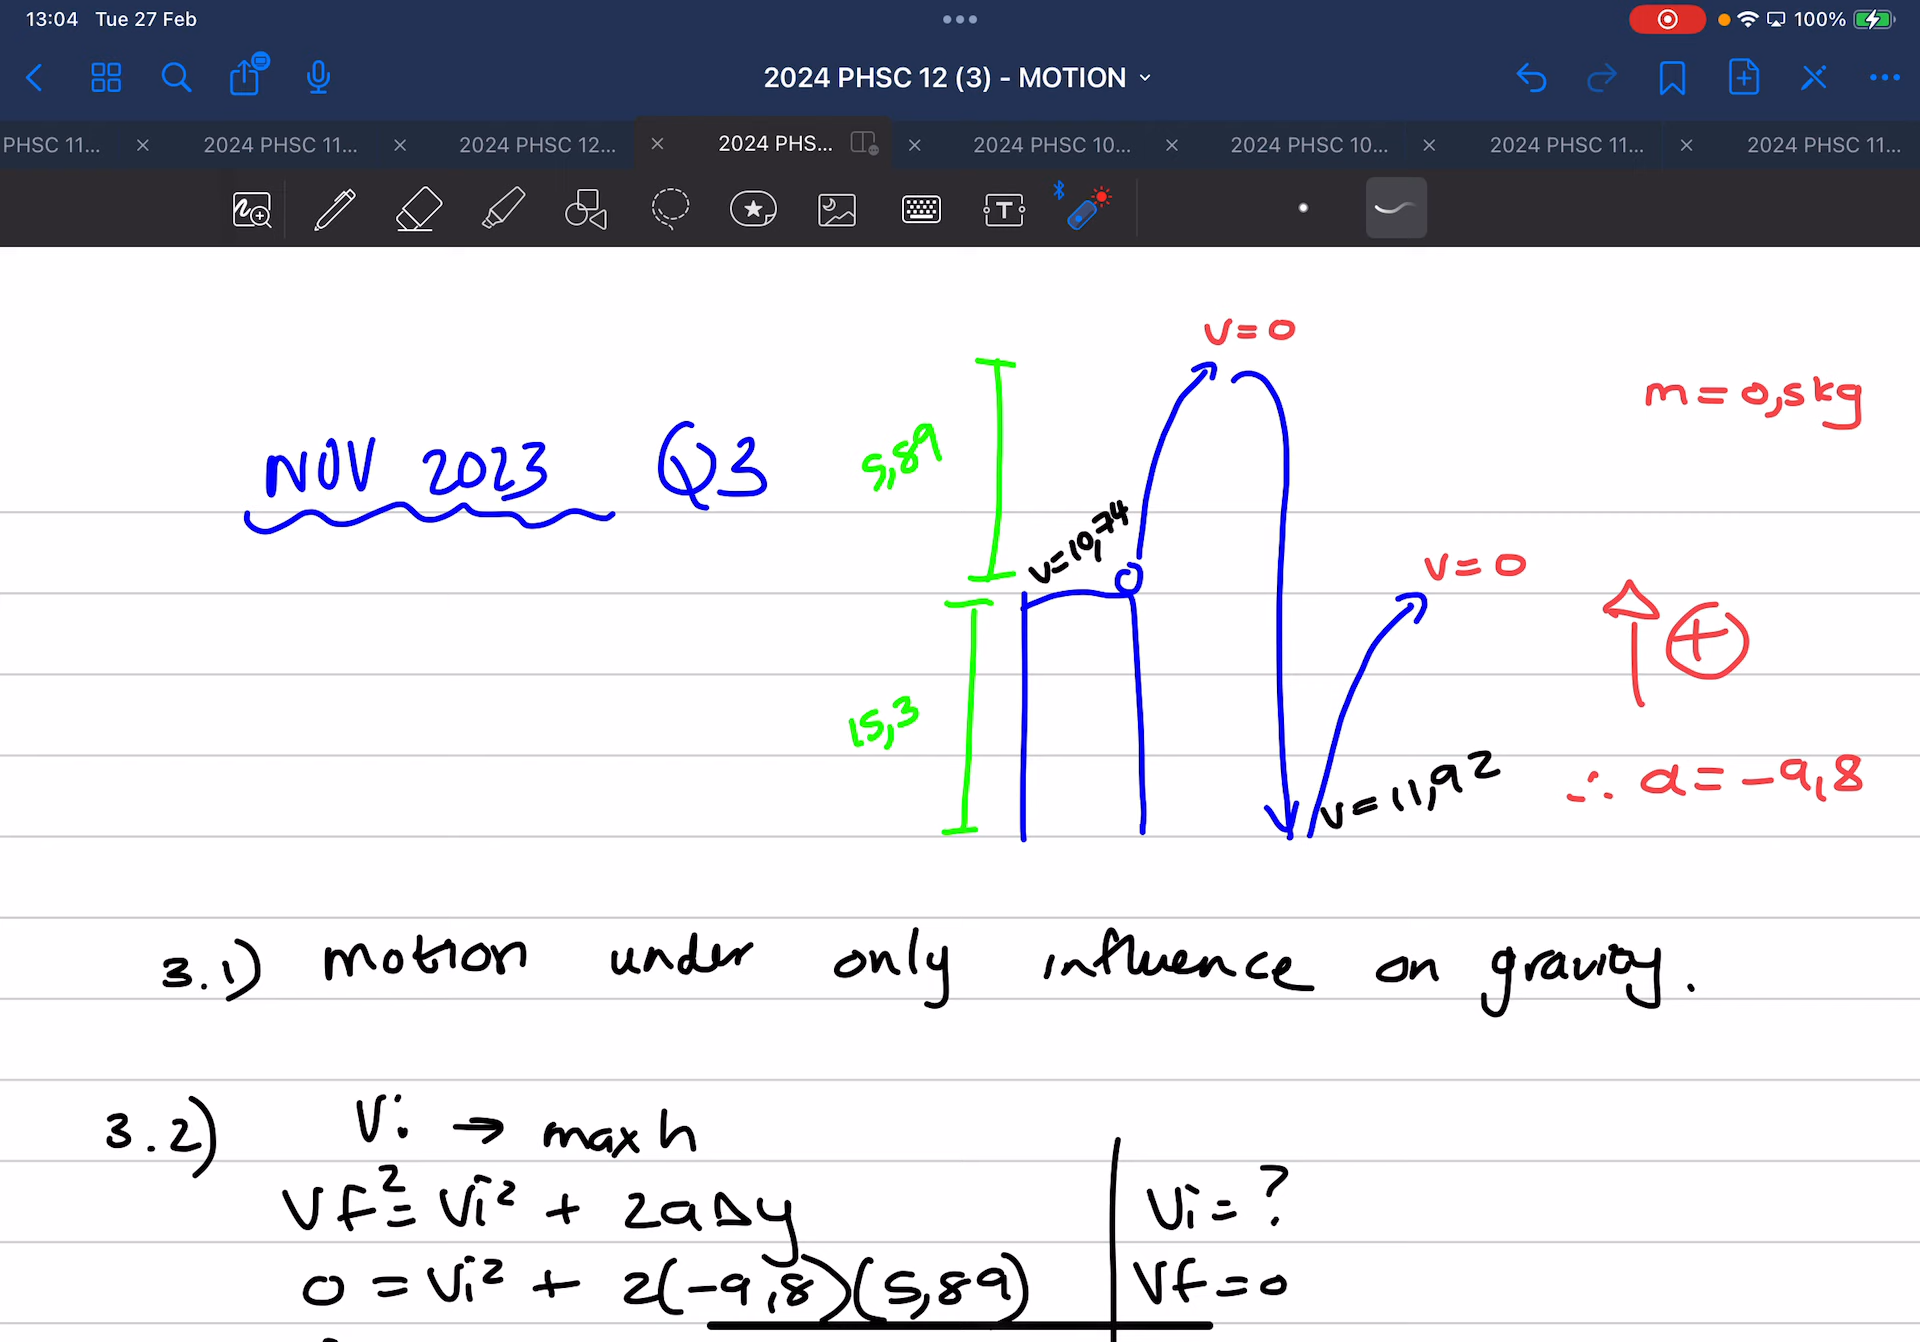 13:04 Tue 27 Feb
100%
2024 PHSC 12 (3) - MOTION
PHSC 11... 2024 PHSC 11... 2024 PHSC 12... 2024 PHS... 2024 PHSC 10... 2024 PHSC 10... 2024 PHSC 11... 2024 PHSC 11...
T
v=0
m=0,5kg
NOV 2023 Q3
5,89
v=10,74
v=0
+
15,3
v=11,92
∴ a=-9,8
3.1) motion under only influence on gravity.
3.2) Vi → max h
Vf²=Vi² + 2aΔy
Vi=?
0 = Vi² + 2(-9,8)(5,89)
Vf=0